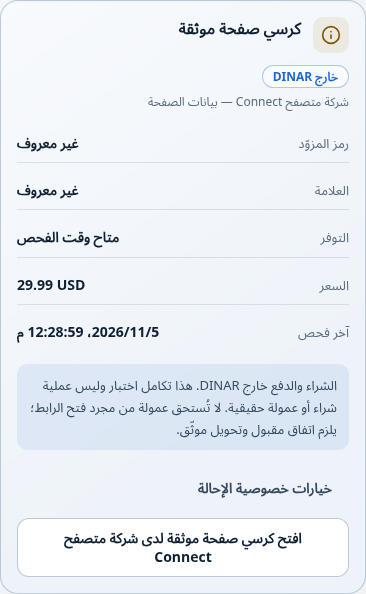 كرسي صفحة موثقة
خارج DINAR
شركة متصفح Connect — بيانات الصفحة
رمز المزوّد
غير معروف
العلامة
غير معروف
التوفر
متاح وقت الفحص
السعر
29.99 USD
آخر فحص
2026/11/5، 12:28:59 م
الشراء والدفع خارج DINAR. هذا تكامل اختبار وليس عملية
شراء أو عمولة حقيقية. لا تُستحق عمولة من مجرد فتح الرابط؛
يلزم اتفاق مقبول وتحويل موثّق.
خيارات خصوصية الإحالة
افتح كرسي صفحة موثقة لدى شركة متصفح
Connect